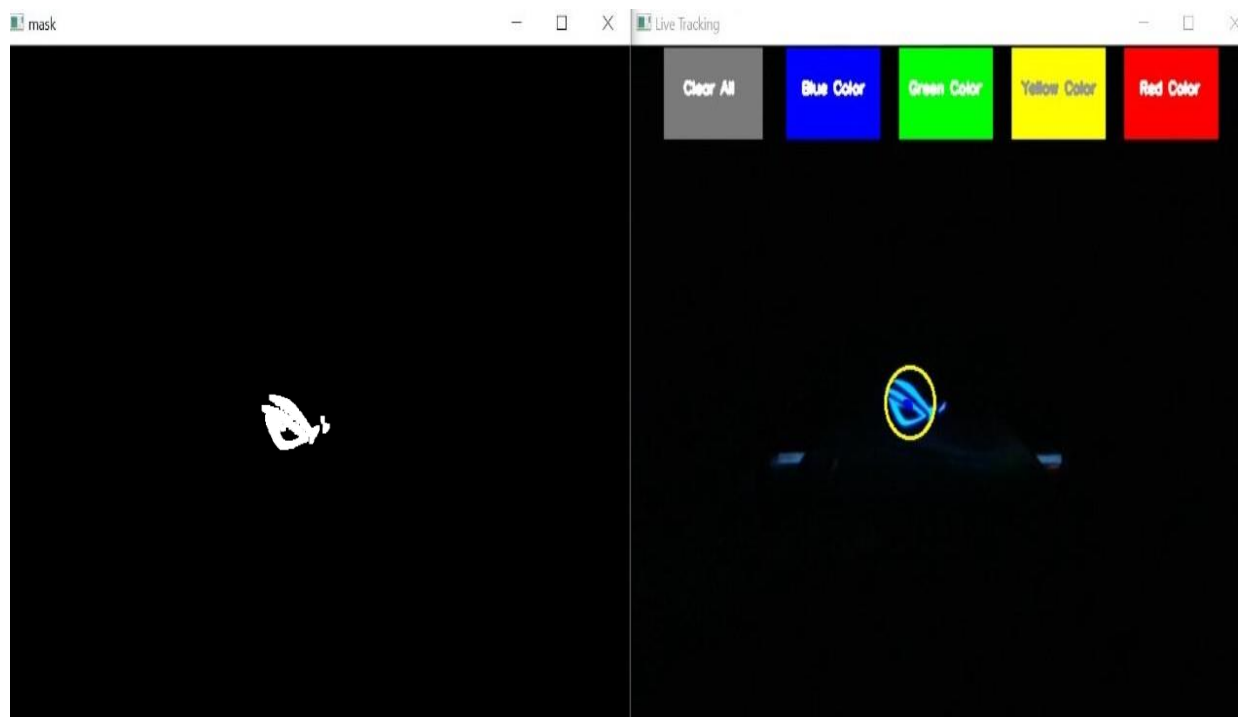 mask
Live Tracking
Clear All
Blue Color
Green Color
Yellow Color
Red Color